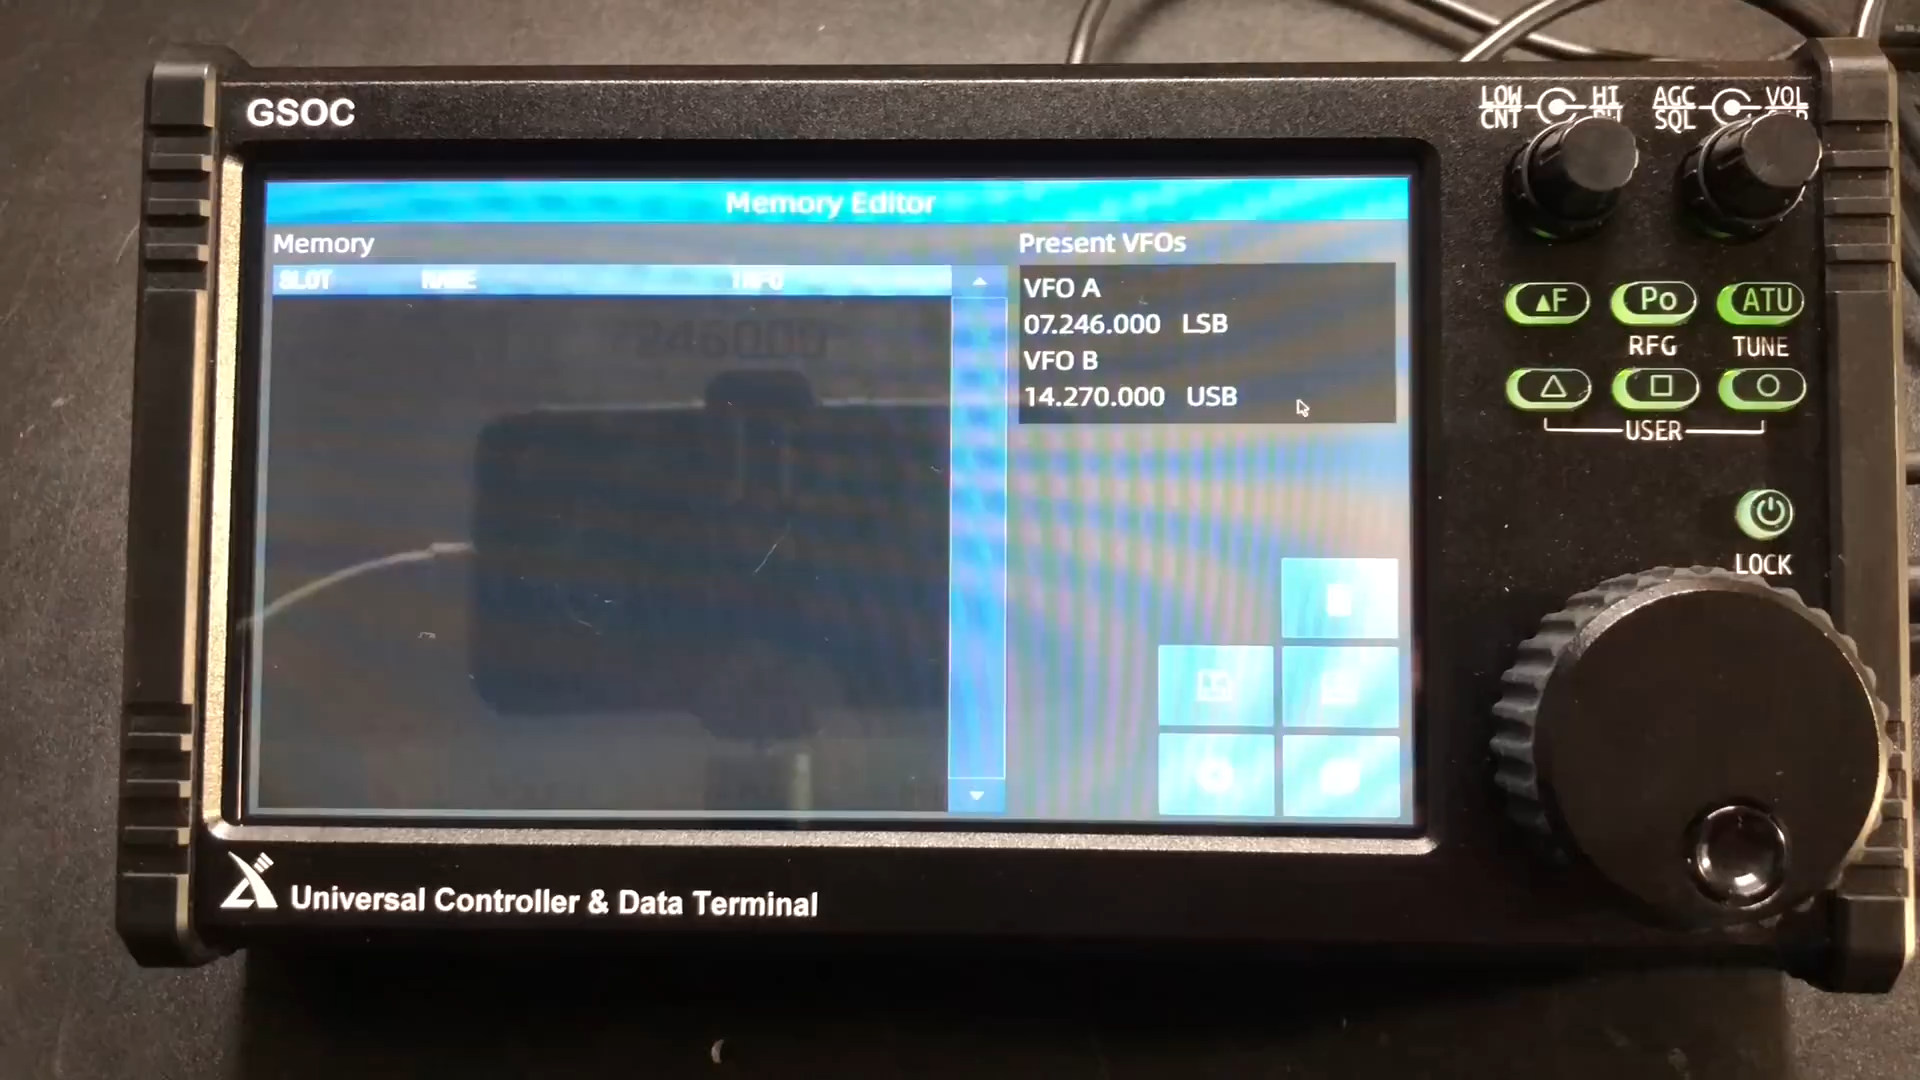 GSOC
LOW HI
CNT
AGC VOL
SQL
Memory Editor
Memory
SLOT NAME INFO
Present VFOs
VFO A
07.246.000 LSB
VFO B
14.270.000 USB
▲F Po ATU
RFG TUNE
USER
LOCK
Universal Controller & Data Terminal